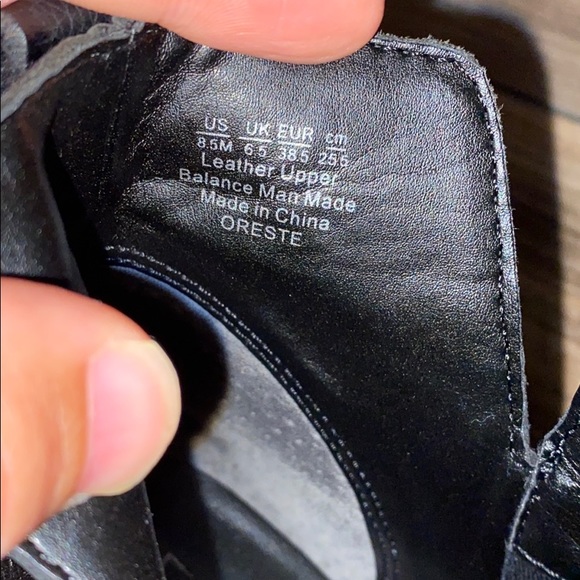 US UK EUR cm
8.5M 6.5 38.5 25.5
Leather Upper
Balance Man Made
Made in China
ORESTE